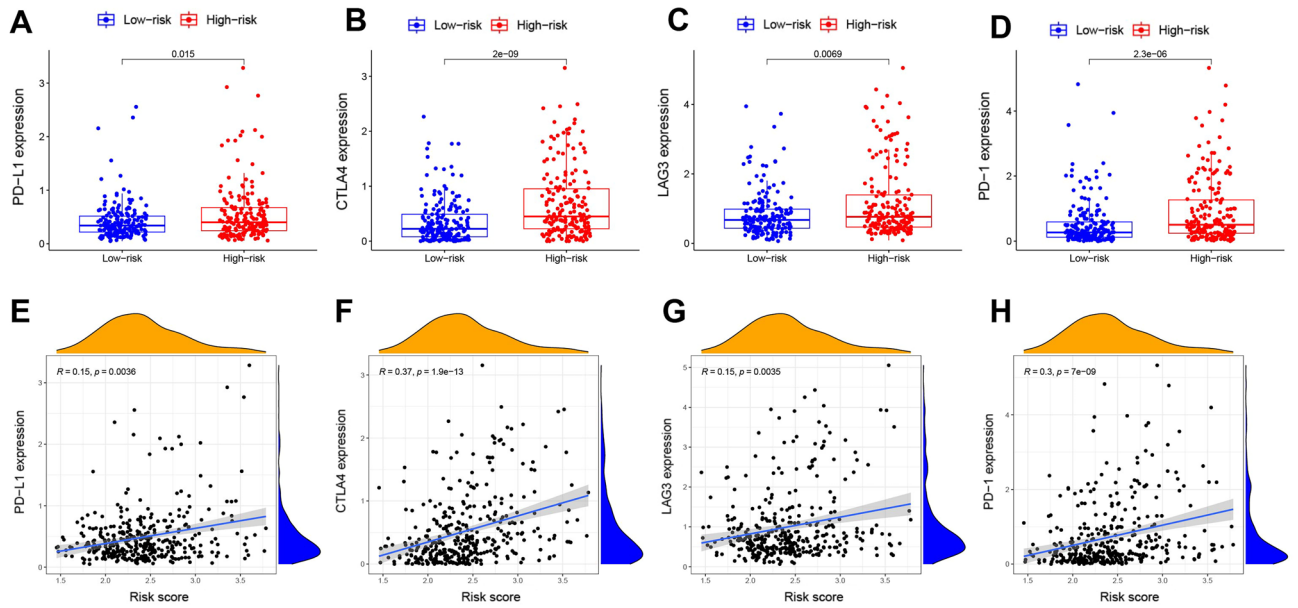 A
Low−risk High−risk
0.015
PD−L1 expression
3
2
1
0
Low−risk High−risk
B
Low−risk High−risk
2e−09
CTLA4 expression
3
2
1
0
Low−risk High−risk
C
Low−risk High−risk
0.0069
LAG3 expression
4
2
0
Low−risk High−risk
D
Low−risk High−risk
2.3e−06
PD−1 expression
4
2
0
Low−risk High−risk
E
R = 0.15, p = 0.0036
PD−L1 expression
3
2
1
0
1.5 2.0 2.5 3.0 3.5
Risk score
F
R = 0.37, p = 1.9e−13
CTLA4 expression
3
2
1
0
1.5 2.0 2.5 3.0 3.5
Risk score
G
R = 0.15, p = 0.0035
LAG3 expression
5
4
3
2
1
0
1.5 2.0 2.5 3.0 3.5
Risk score
H
R = 0.3, p = 7e−09
PD−1 expression
5
4
3
2
1
0
1.5 2.0 2.5 3.0 3.5
Risk score